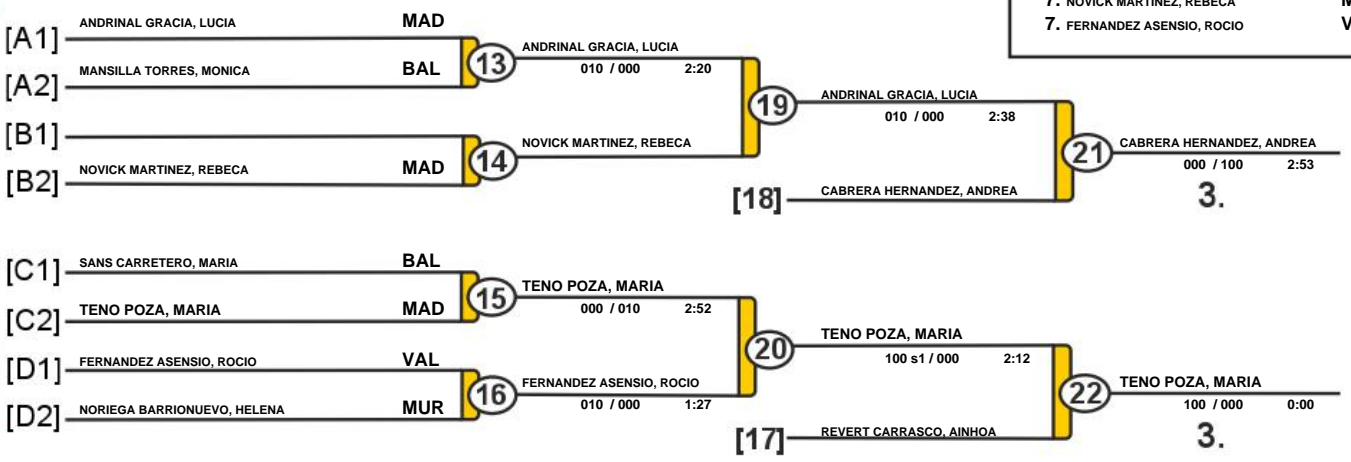 7. NOVICK MARTINEZ, REBECA
7. FERNANDEZ ASENSIO, ROCIO V
[A1] ANDRINAL GRACIA, LUCIA MAD
[A2] MANSILLA TORRES, MONICA BAL
13 ANDRINAL GRACIA, LUCIA
010 / 000 2:20
[B1]
[B2] NOVICK MARTINEZ, REBECA MAD
14 NOVICK MARTINEZ, REBECA
19 ANDRINAL GRACIA, LUCIA
010 / 000 2:38
[18] CABRERA HERNANDEZ, ANDREA
21 CABRERA HERNANDEZ, ANDREA
000 / 100 2:53
3.
[C1] SANS CARRETERO, MARIA BAL
[C2] TENO POZA, MARIA MAD
15 TENO POZA, MARIA
000 / 010 2:52
[D1] FERNANDEZ ASENSIO, ROCIO VAL
[D2] NORIEGA BARRIONUEVO, HELENA MUR
16 FERNANDEZ ASENSIO, ROCIO
010 / 000 1:27
20 TENO POZA, MARIA
100 s1 / 000 2:12
[17] REVERT CARRASCO, AINHOA
22 TENO POZA, MARIA
100 / 000 0:00
3.